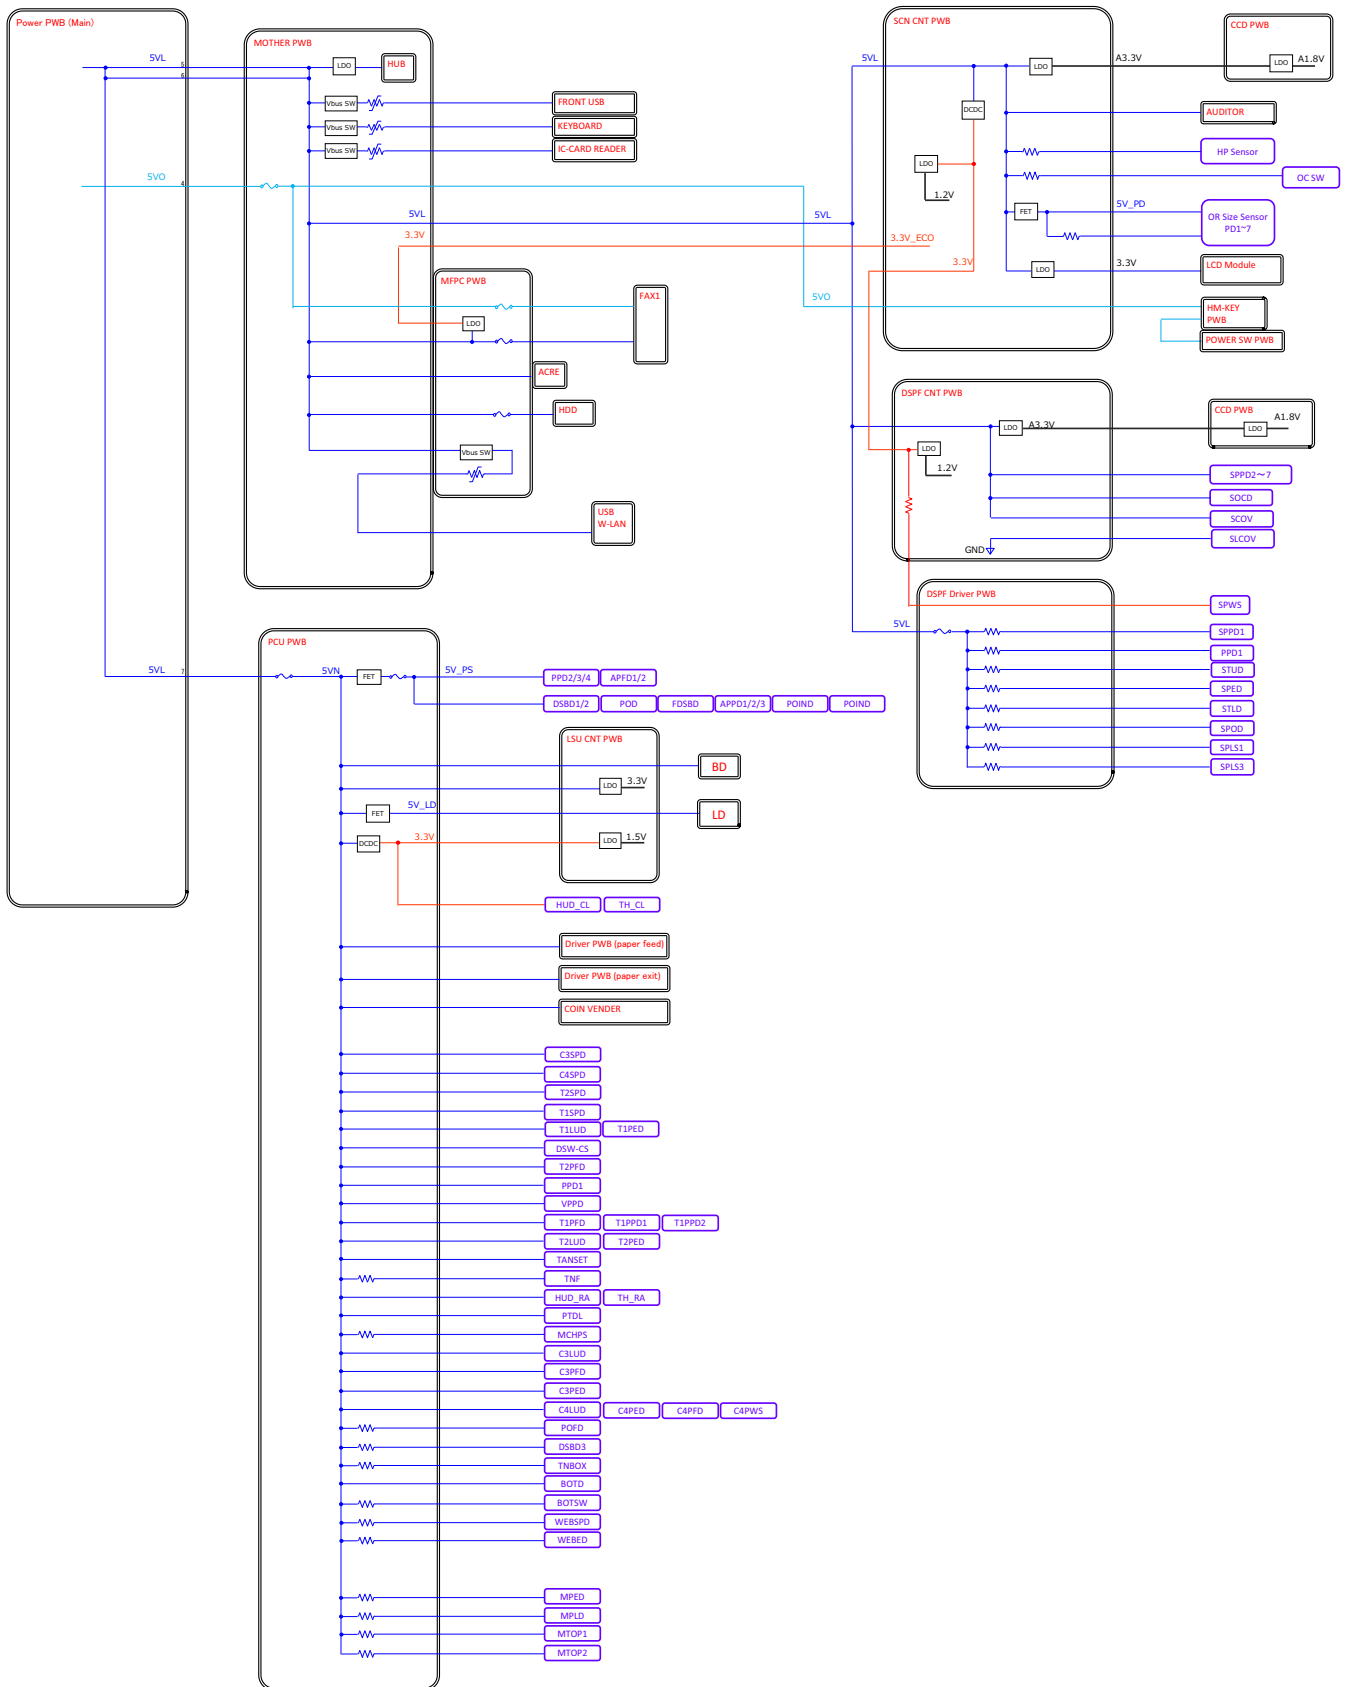 Power PWB (Main)
5VL
5
6
5VO
4
5VL
7
MOTHER PWB
LDO
HUB
Vbus SW
FRONT USB
Vbus SW
KEYBOARD
Vbus SW
IC-CARD READER
5VL
5VL
3.3V
3.3V_ECO
MFPC PWB
LDO
FAX1
ACRE
HDD
Vbus SW
USB
W-LAN
SCN CNT PWB
5VL
LDO
A3.3V
CCD PWB
LDO
A1.8V
DCDC
AUDITOR
LDO
1.2V
HP Sensor
OC SW
FET
5V_PD
OR Size Sensor
PD1~7
3.3V
LDO
3.3V
LCD Module
5VO
HM-KEY
PWB
POWER SW PWB
DSPF CNT PWB
LDO
A3.3V
CCD PWB
LDO
A1.8V
LDO
1.2V
SPPD2～7
SOCD
SCOV
SLCOV
GND
DSPF Driver PWB
SPWS
5VL
SPPD1
PPD1
STUD
SPED
STLD
SPOD
SPLS1
SPLS3
PCU PWB
5VN
FET
5V_PS
PPD2/3/4
APFD1/2
DSBD1/2
POD
FDSBD
APPD1/2/3
POIND
POIND
LSU CNT PWB
BD
LDO
3.3V
FET
5V_LD
LD
DCDC
3.3V
LDO
1.5V
HUD_CL
TH_CL
Driver PWB (paper feed)
Driver PWB (paper exit)
COIN VENDER
C3SPD
C4SPD
T2SPD
T1SPD
T1LUD
T1PED
DSW-CS
T2PFD
PPD1
VPPD
T1PFD
T1PPD1
T1PPD2
T2LUD
T2PED
TANSET
TNF
HUD_RA
TH_RA
PTDL
MCHPS
C3LUD
C3PFD
C3PED
C4LUD
C4PED
C4PFD
C4PWS
POFD
DSBD3
TNBOX
BOTD
BOTSW
WEBSPD
WEBED
MPED
MPLD
MTOP1
MTOP2